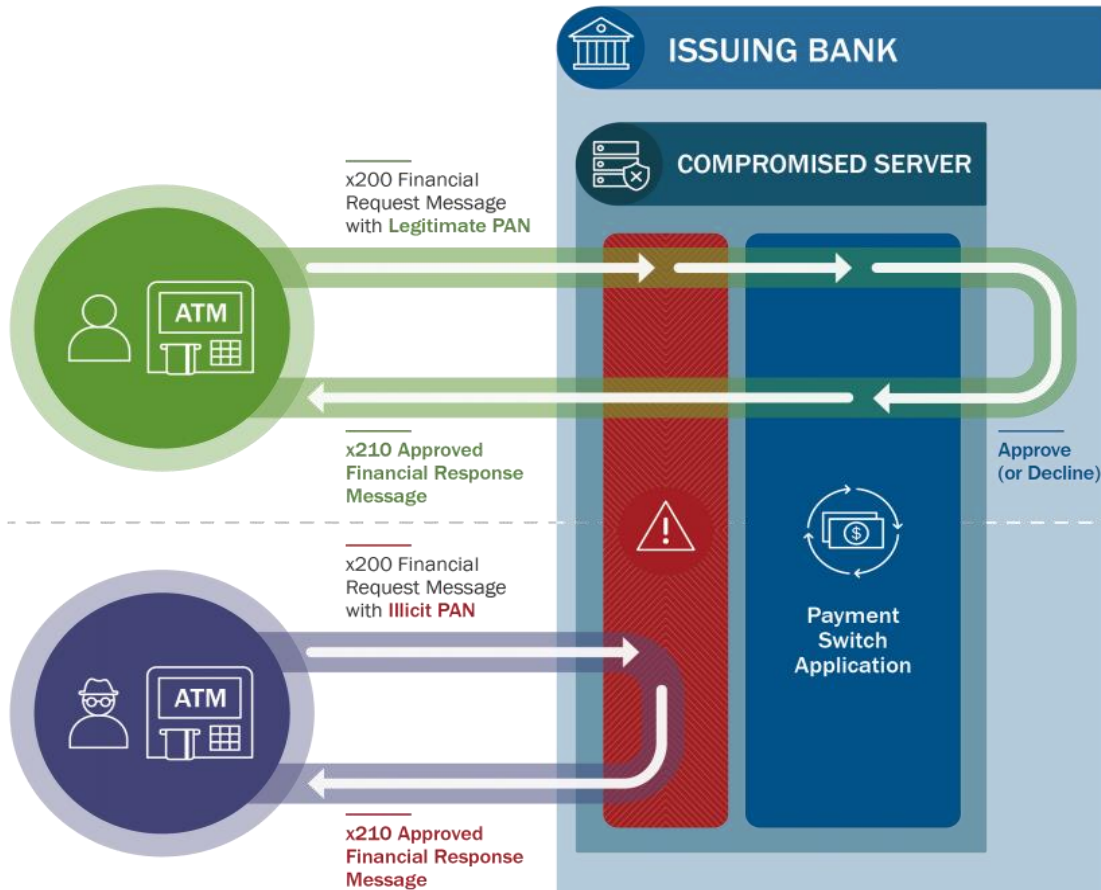 ISSUING BANK
COMPROMISED SERVER
x200 Financial
Request Message
with Legitimate PAN
ATM
x210 Approved
Financial Response
Message
Approve
(or Decline)
x200 Financial
Request Message
with Illicit PAN
$
Payment
Switch
Application
ATM
x210 Approved
Financial Response
Message